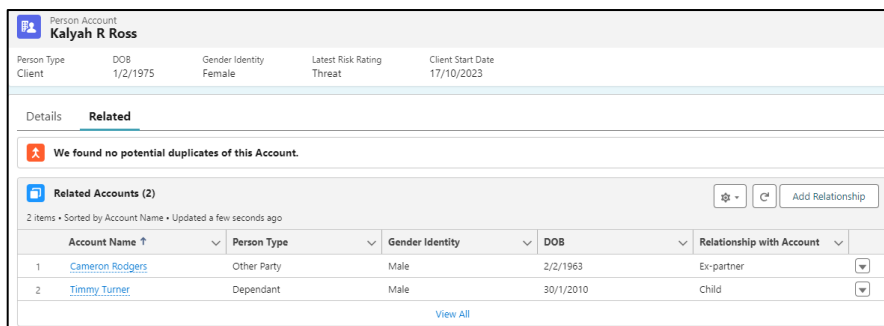 Person Account
Kalyah R Ross
Person Type DOB Gender Identity Latest Risk Rating Client Start Date
Client 1/2/1975 Female Threat 17/10/2023
Details Related
We found no potential duplicates of this Account.
Related Accounts (2)
Add Relationship
2 items • Sorted by Account Name • Updated a few seconds ago
Account Name ↑ Person Type Gender Identity DOB Relationship with Account
1 Cameron Rodgers Other Party Male 2/2/1963 Ex-partner
2 Timmy Turner Dependant Male 30/1/2010 Child
View All